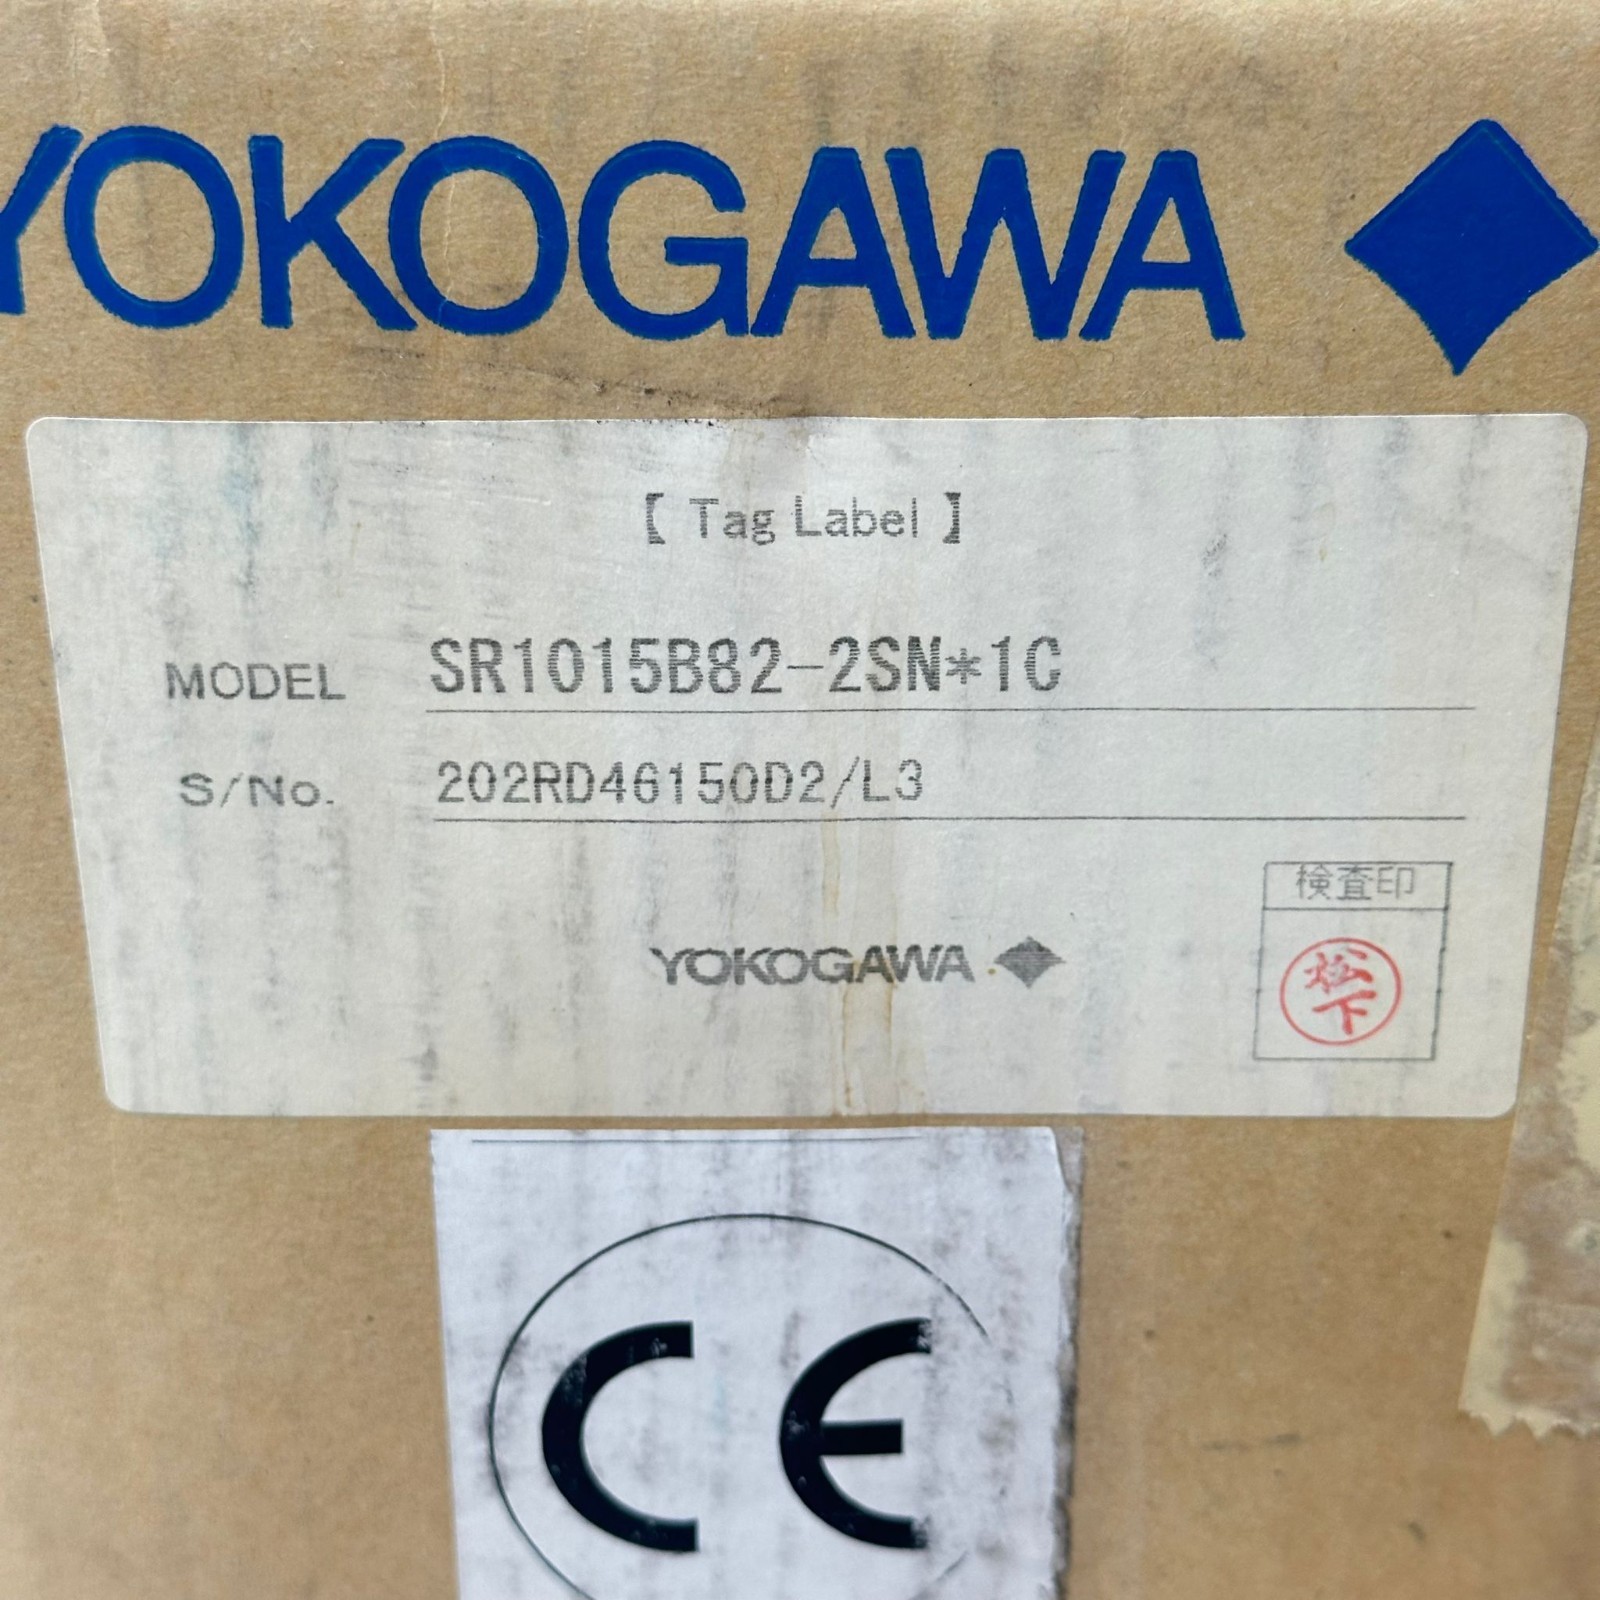 YOKOGAWA
【 Tag Label 】
MODEL SR1015B82-2SN*1C
S/No. 202RD46150D2/L3
検査印
YOKOGAWA
松下
CE